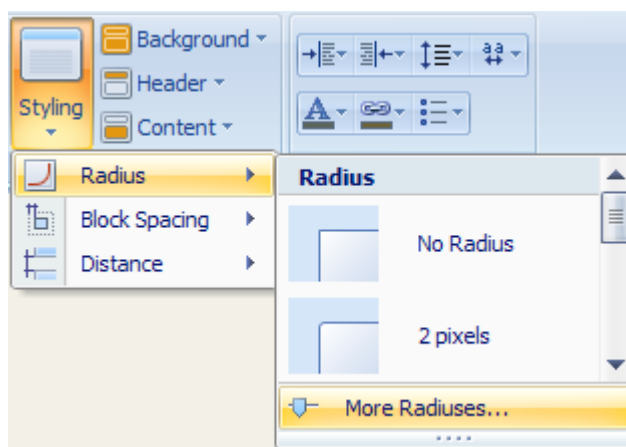 Styling
Background
Header
Content
A
Radius
Block Spacing
Distance
Radius
No Radius
2 pixels
More Radiuses...